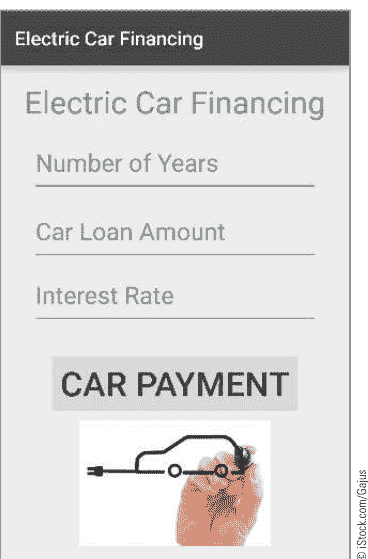 Electric Car Financing
Electric Car Financing
Number of Years
Car Loan Amount
Interest Rate
CAR PAYMENT
© iStock.com/Gajus